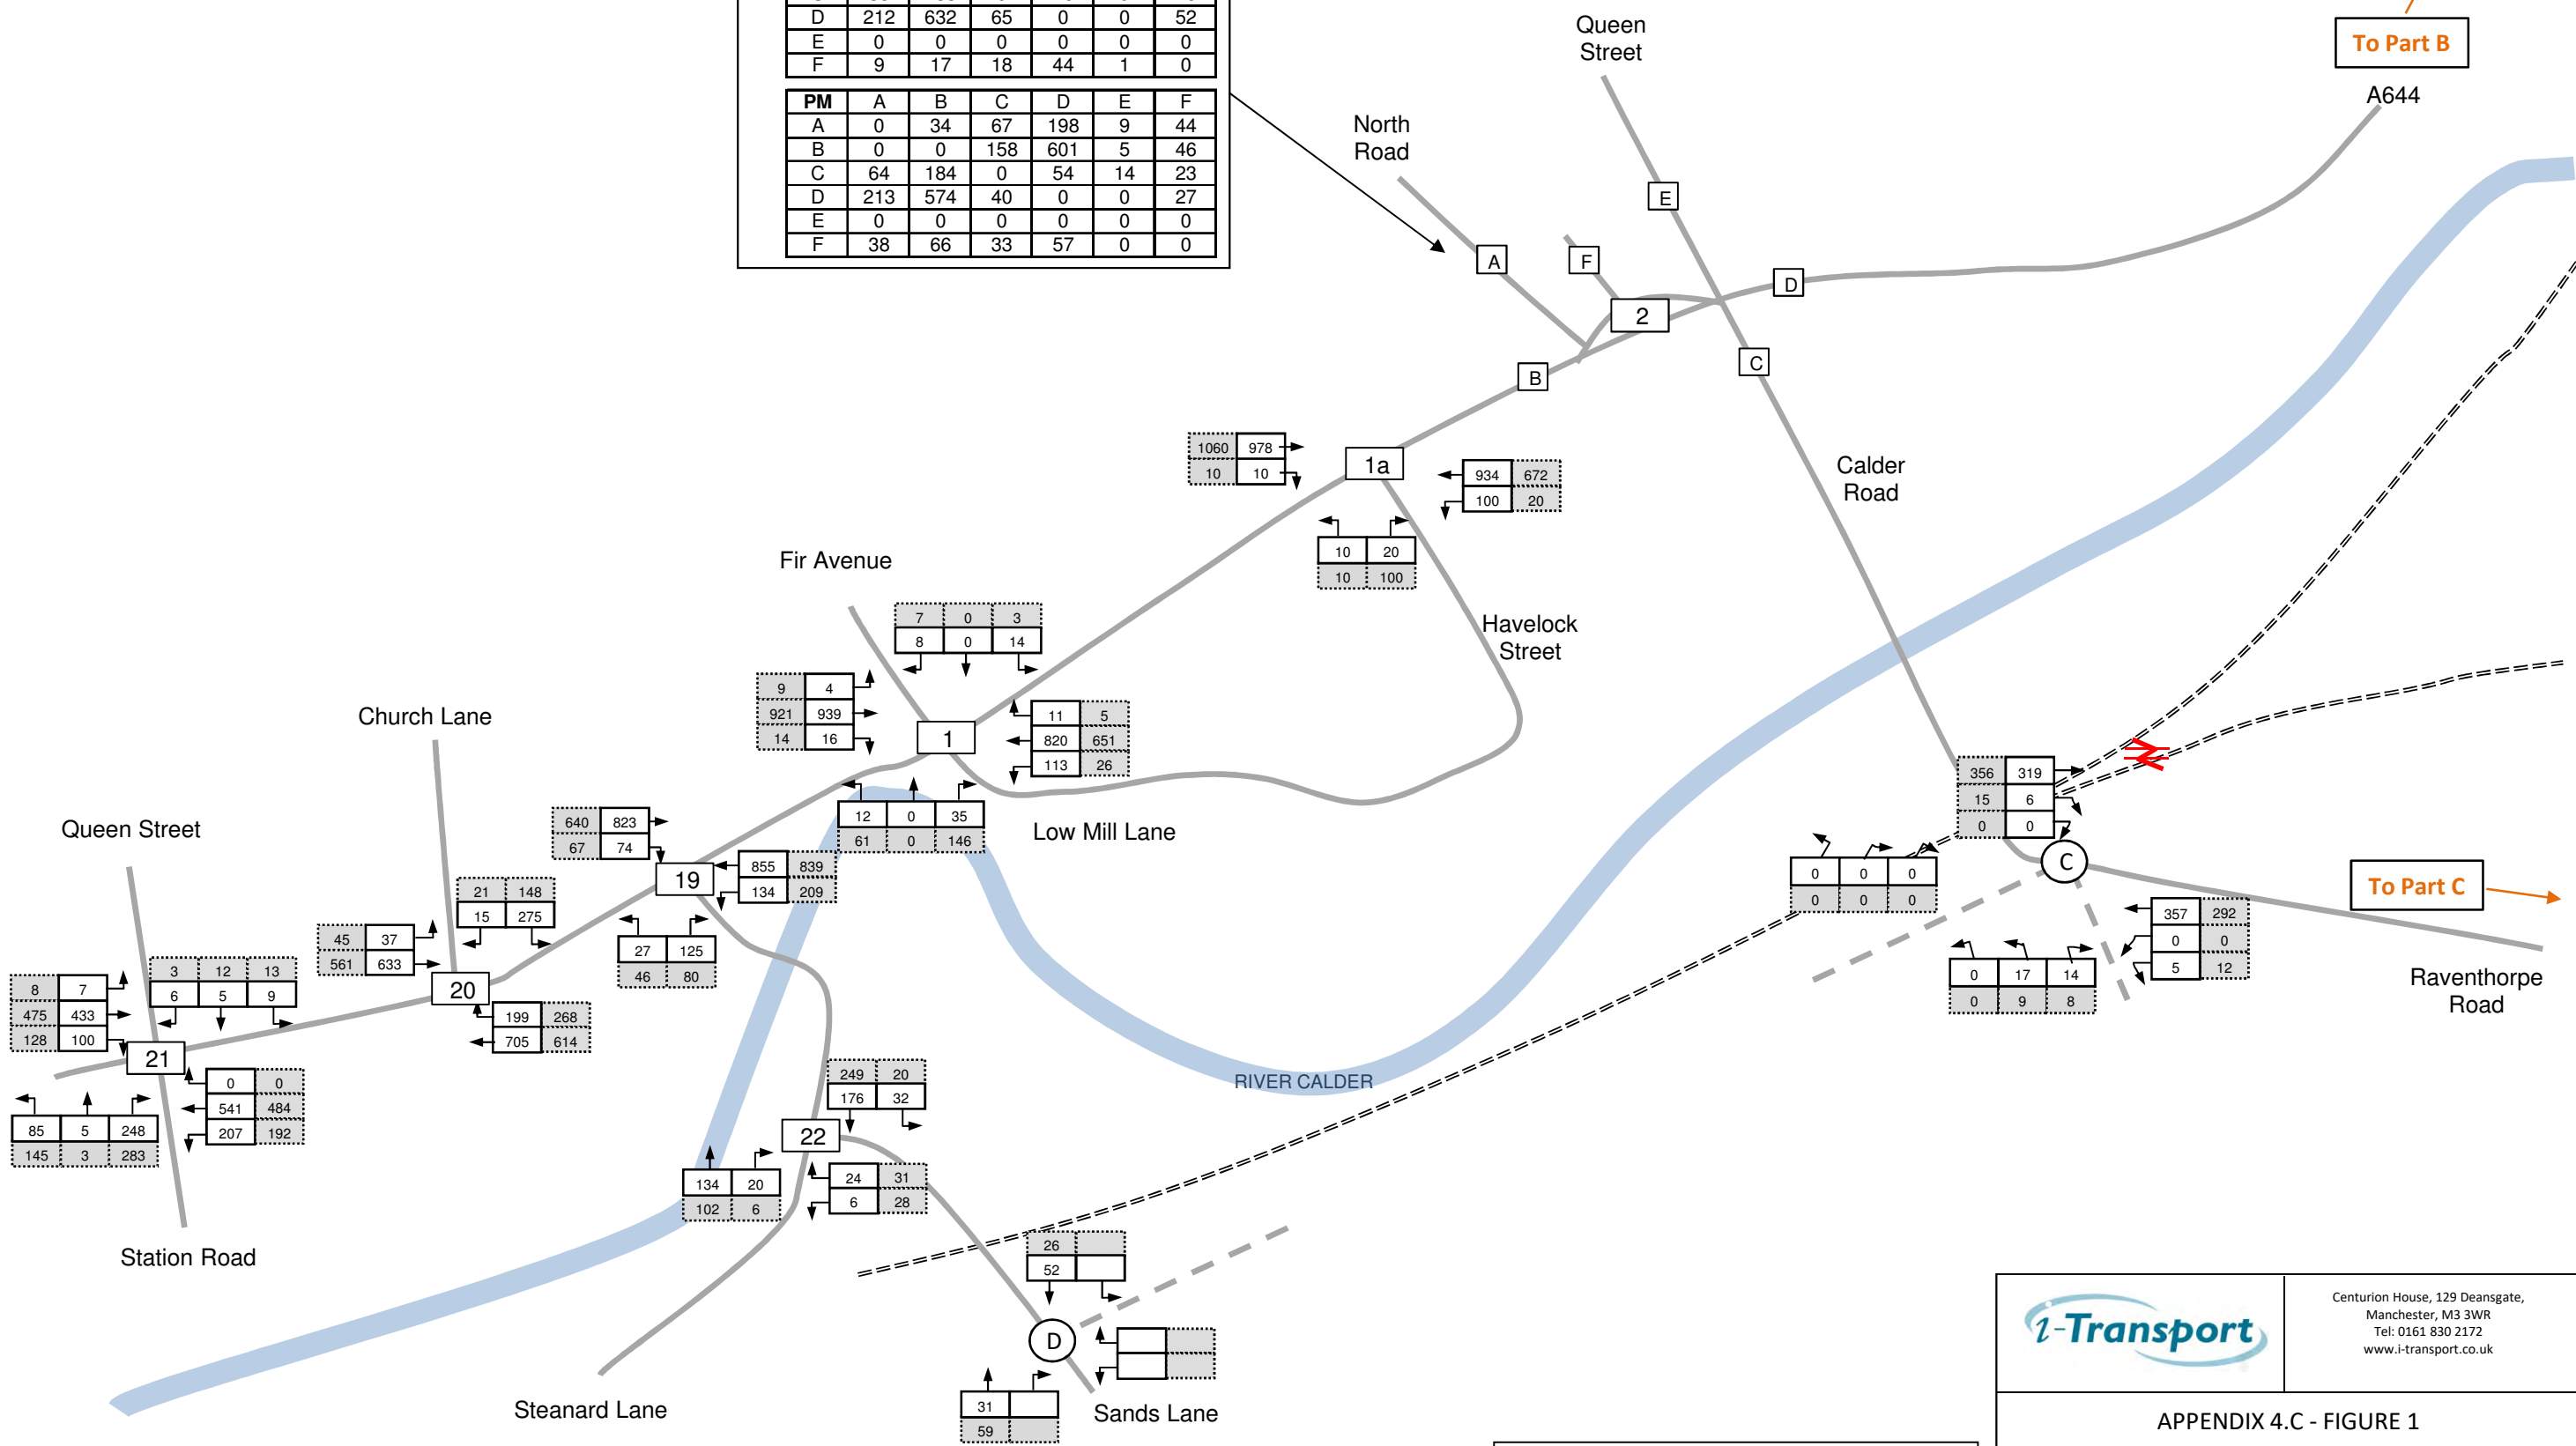 D 212 632 65 0 0 52
E 0 0 0 0 0 0
F 9 17 18 44 1 0
PM A B C D E F
A 0 34 67 198 9 44
B 0 0 158 601 5 46
C 64 184 0 54 14 23
D 213 574 40 0 0 27
E 0 0 0 0 0 0
F 38 66 33 57 0 0
Queen
Street
To Part B
A644
North
Road
E
A
F
D
2
B
C
1060 978
10 10
1a
934 672
100 20
10 20
10 100
Calder
Road
Havelock
Street
Fir Avenue
7 0 3
8 0 14
9 4
921 939
14 16
1
11 5
820 651
113 26
12 0 35
61 0 146
Low Mill Lane
Church Lane
Queen Street
640 823
67 74
19
855 839
134 209
27 125
46 80
21 148
15 275
45 37
561 633
20
199 268
705 614
3 12 13
6 5 9
8 7
475 433
128 100
21
0 0
541 484
207 192
85 5 248
145 3 283
Station Road
356 319
15 6
0 0
C
0 0 0
0 0 0
357 292
0 0
5 12
0 17 14
0 9 8
To Part C
Raventhorpe
Road
RIVER CALDER
249 20
176 32
22
134 20
102 6
24 31
6 28
26
52
D
31
59
Steanard Lane
Sands Lane
i-Transport
Centurion House, 129 Deansgate,
Manchester, M3 3WR
Tel: 0161 830 2172
www.i-transport.co.uk
APPENDIX 4.C - FIGURE 1